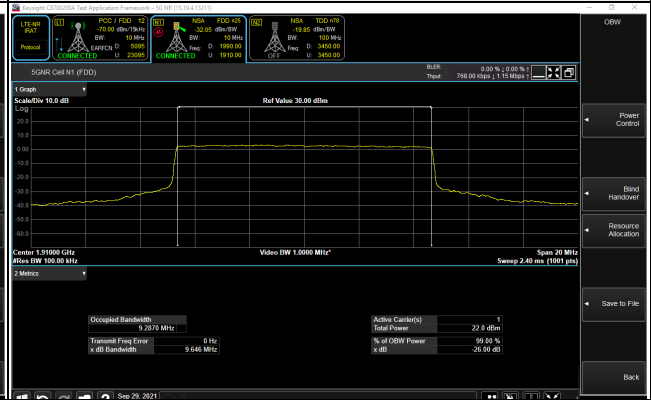 Keysight C8700200A Test Application Framework – 5G NR (15.19.4.13211)
LTE-NR IRAT
Protocol
L1
PCC / FDD 12
-70.00 dBm/15kHz
BW: 10 MHz
EARFCN D: 5095
U: 23095
CONNECTED
N1
NSA FDD n25
-32.05 dBm/BW
BW: 10 MHz
Freq: D: 1990.00
U: 1910.00
CONNECTED
N2
NSA TDD n78
-19.85 dBm/BW
BW: 100 MHz
Freq: D: 3450.00
U: 3450.00
OFF
OBW
5GNR Cell N1 (FDD)
BLER: 0.00 % ↓ 0.00 % ↑
Thput: 768.00 kbps ↓ 1.15 Mbps ↑
1 Graph
Scale/Div 10.0 dB
Ref Value 30.00 dBm
Log
20.0
10.0
0.00
-10.0
-20.0
-30.0
-40.0
-50.0
-60.0
Center 1.91000 GHz
Video BW 1.0000 MHz*
Span 20 MHz
#Res BW 100.00 kHz
Sweep 2.40 ms (1001 pts)
2 Metrics
Occupied Bandwidth
9.2870 MHz
Transmit Freq Error 0 Hz
x dB Bandwidth 9.646 MHz
Active Carrier(s) 1
Total Power 22.0 dBm
% of OBW Power 99.00 %
x dB -26.00 dB
Power Control
Blind Handover
Resource Allocation
Save to File
Back
Sep 29, 2021